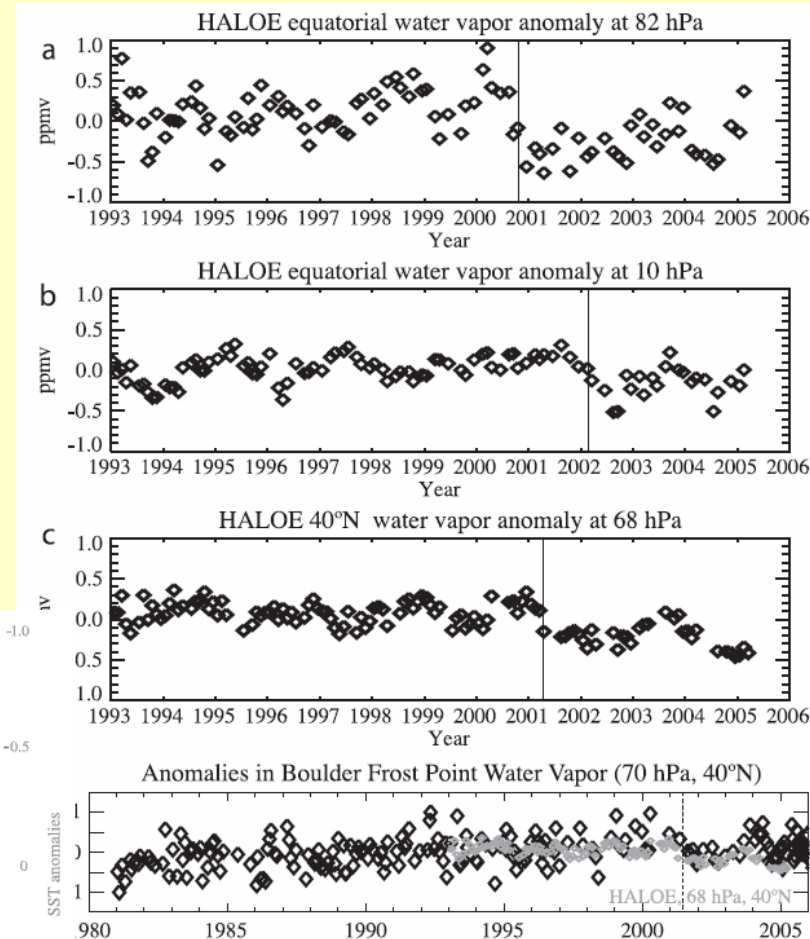 HALOE equatorial water vapor anomaly at 82 hPa
a
1.0
0.5
0.0
-0.5
-1.0
ppmv
1993 1994 1995 1996 1997 1998 1999 2000 2001 2002 2003 2004 2005 2006
Year
HALOE equatorial water vapor anomaly at 10 hPa
b
1.0
0.5
0.0
-0.5
-1.0
ppmv
1993 1994 1995 1996 1997 1998 1999 2000 2001 2002 2003 2004 2005 2006
Year
HALOE 40ºN water vapor anomaly at 68 hPa
c
1.0
0.5
0.0
0.5
1.0
1993 1994 1995 1996 1997 1998 1999 2000 2001 2002 2003 2004 2005 2006
Year
-1.0
-0.5
0
SST anomalies
Anomalies in Boulder Frost Point Water Vapor (70 hPa, 40ºN)
1
1
HALOE, 68 hPa, 40ºN
980 1985 1990 1995 2000 2005